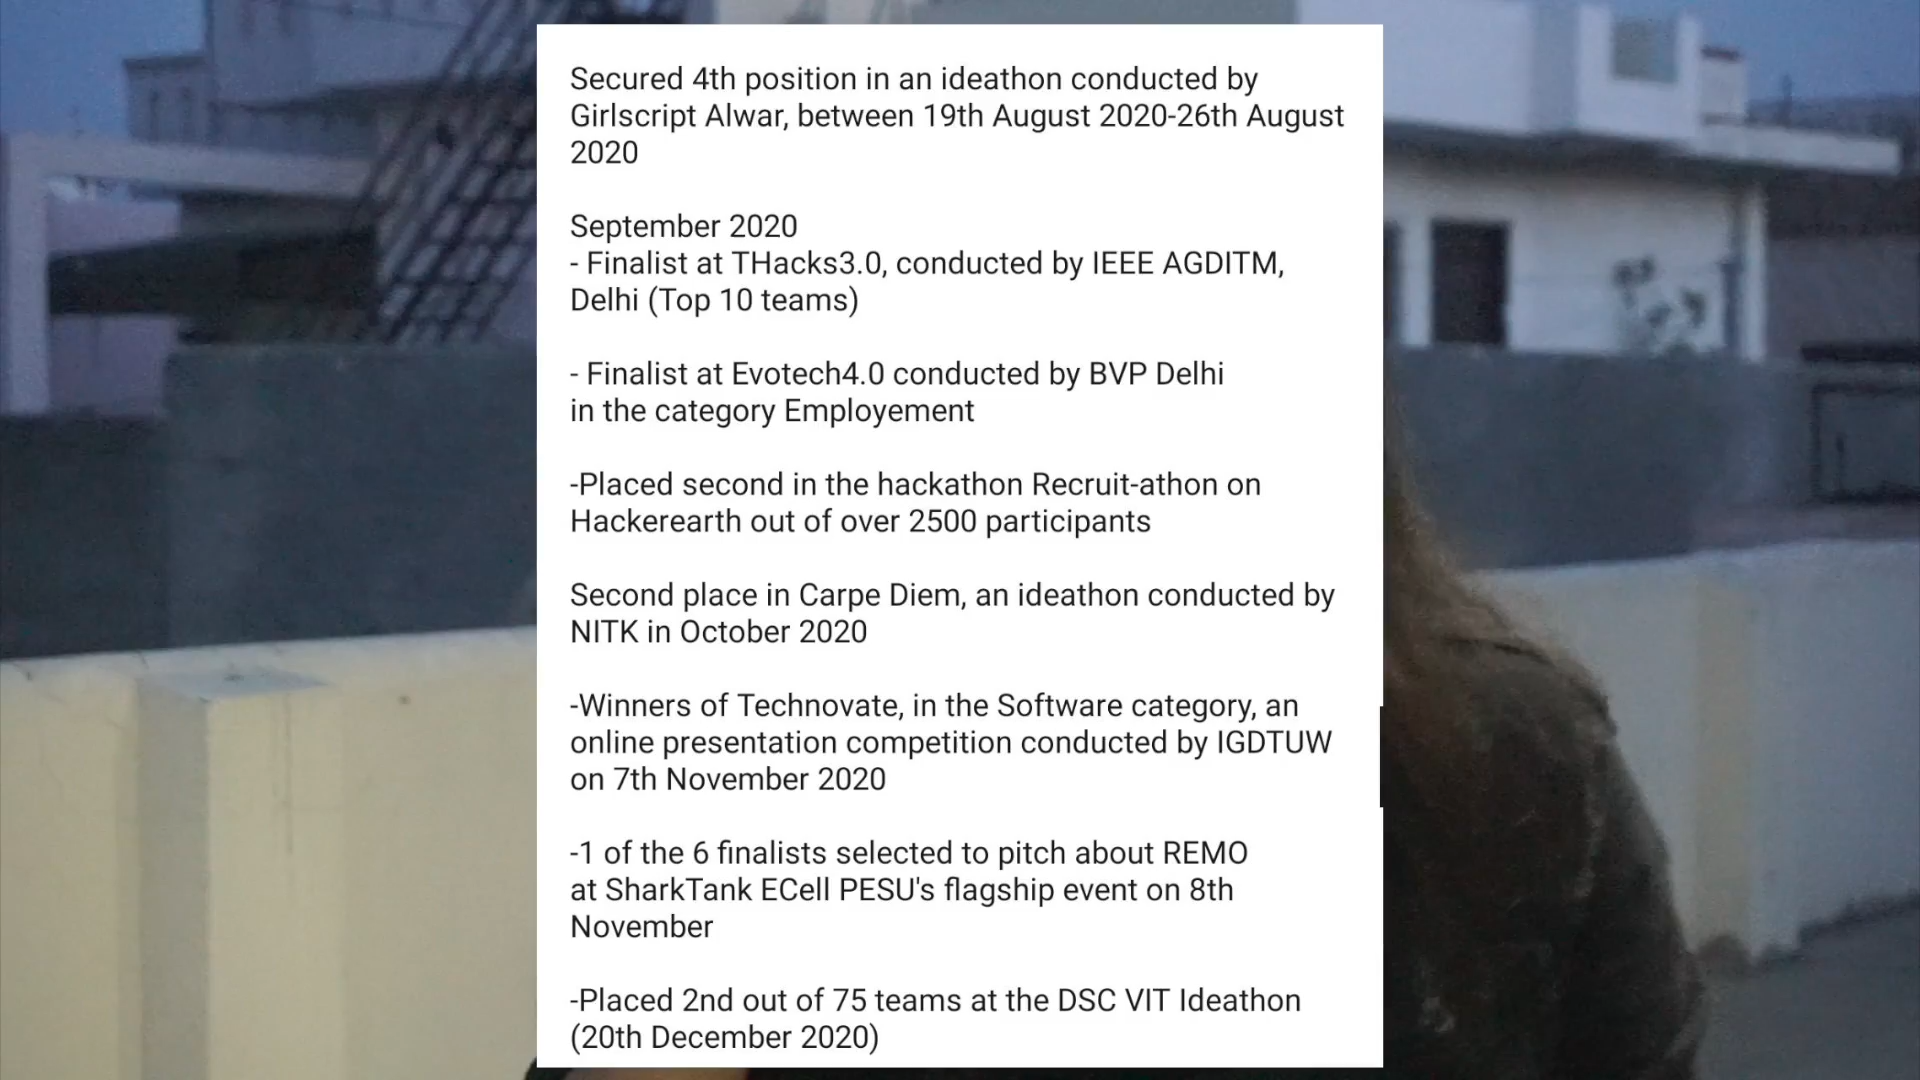 Secured 4th position in an ideathon conducted by
Girlscript Alwar, between 19th August 2020-26th August
2020
September 2020
- Finalist at THacks3.0, conducted by IEEE AGDITM,
Delhi (Top 10 teams)
- Finalist at Evotech4.0 conducted by BVP Delhi
in the category Employement
-Placed second in the hackathon Recruit-athon on
Hackerearth out of over 2500 participants
Second place in Carpe Diem, an ideathon conducted by
NITK in October 2020
-Winners of Technovate, in the Software category, an
online presentation competition conducted by IGDTUW
on 7th November 2020
-1 of the 6 finalists selected to pitch about REMO
at SharkTank ECell PESU's flagship event on 8th
November
-Placed 2nd out of 75 teams at the DSC VIT Ideathon
(20th December 2020)